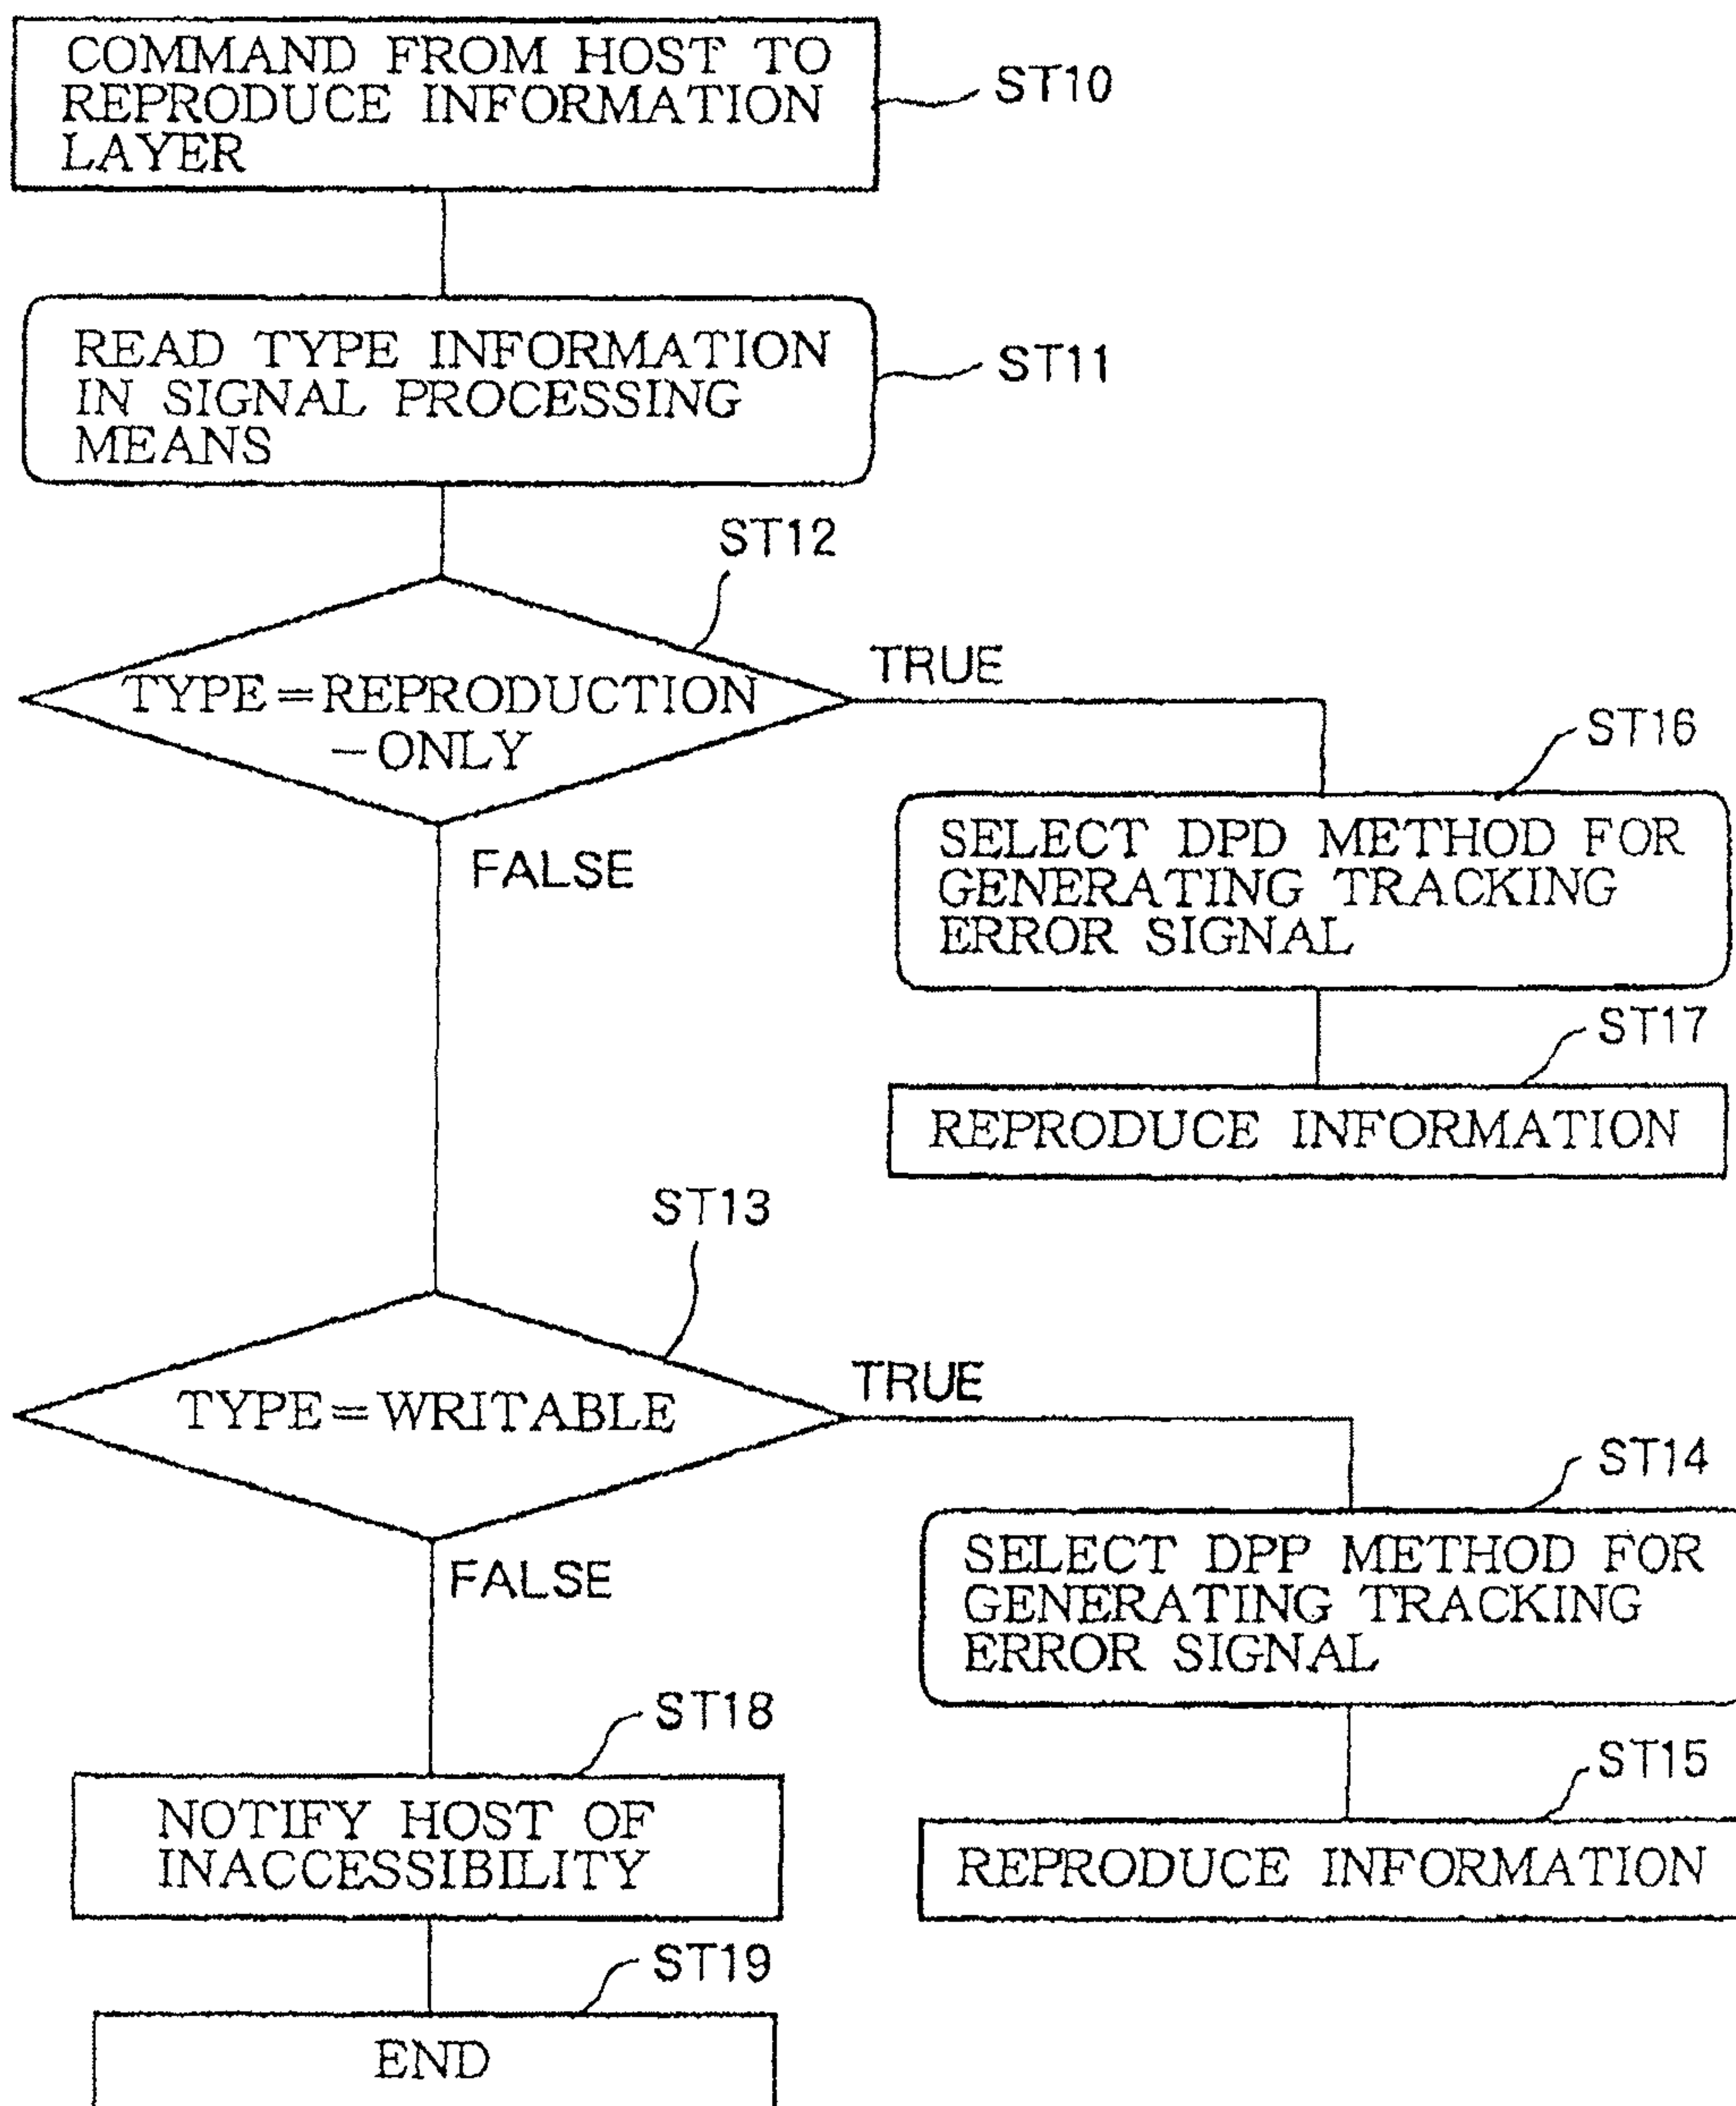 COMMAND FROM HOST TO
REPRODUCE INFORMATION
LAYER
ST10
READ TYPE INFORMATION
IN SIGNAL PROCESSING
MEANS
ST11
ST12
TYPE=REPRODUCTION
-ONLY
TRUE
FALSE
ST16
SELECT DPD METHOD FOR
GENERATING TRACKING
ERROR SIGNAL
ST17
REPRODUCE INFORMATION
ST13
TYPE=WRITABLE
TRUE
FALSE
ST14
SELECT DPP METHOD FOR
GENERATING TRACKING
ERROR SIGNAL
ST15
REPRODUCE INFORMATION
ST18
NOTIFY HOST OF
INACCESSIBILITY
ST19
END